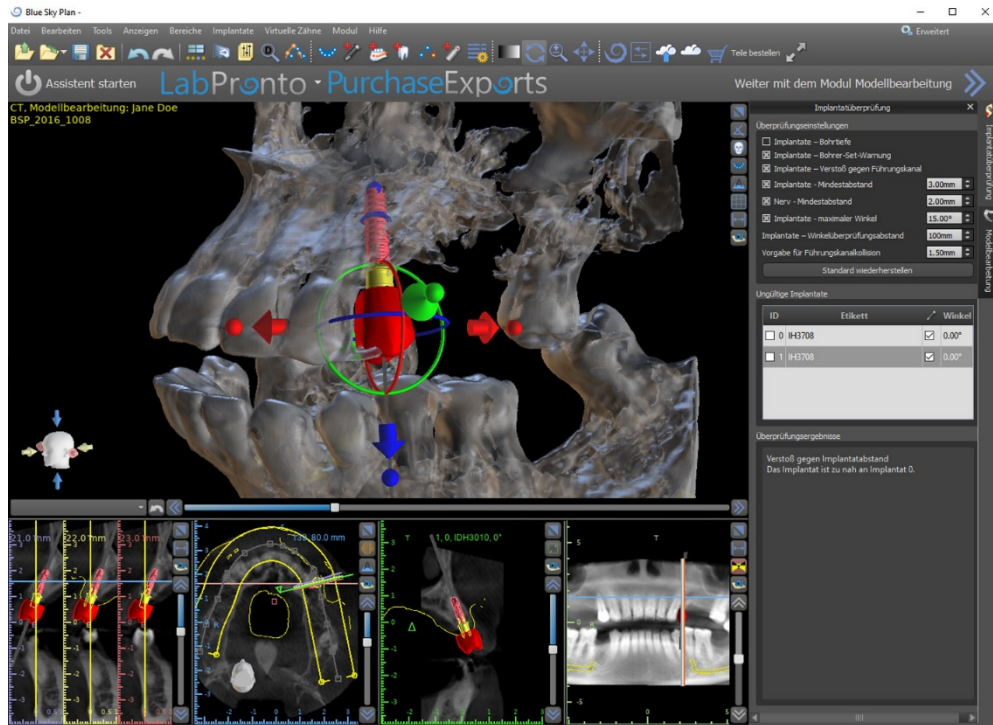 Blue Sky Plan -
Datei Bearbeiten Tools Anzeigen Bereiche Implantate Virtuelle Zähne Modul Hilfe
Erweitert
Teile bestellen
Assistent starten
LabPronto
PurchaseExports
Weiter mit dem Modul Modellbearbeitung
CT, Modellbearbeitung: Jane Doe
BSP_2016_1008
Implantatüberprüfung
Überprüfungseinstellungen
Implantate – Bohrtiefe
Implantate – Bohrer-Set-Warnung
Implantate – Verstoß gegen Führungskanal
Implantate - Mindestabstand 3.00mm
Nerv - Mindestabstand 2.00mm
Implantate - maximaler Winkel 15.00°
Implantate – Winkelüberprüfungsabstand 100mm
Vorgabe für Führungskanalkollision 1.50mm
Standard wiederherstellen
Ungültige Implantate
ID Etikett Winkel
0 IH3708 0.00°
1 IH3708 0.00°
Überprüfungsergebnisse
Verstoß gegen Implantatabstand
Das Implantat ist zu nah an Implantat 0.
Implantatüberprüfung
Modellbearbeitung
21.0 mm
22.0 mm
23.0 mm
1, 0, IDH3010, 0°
T
T
R